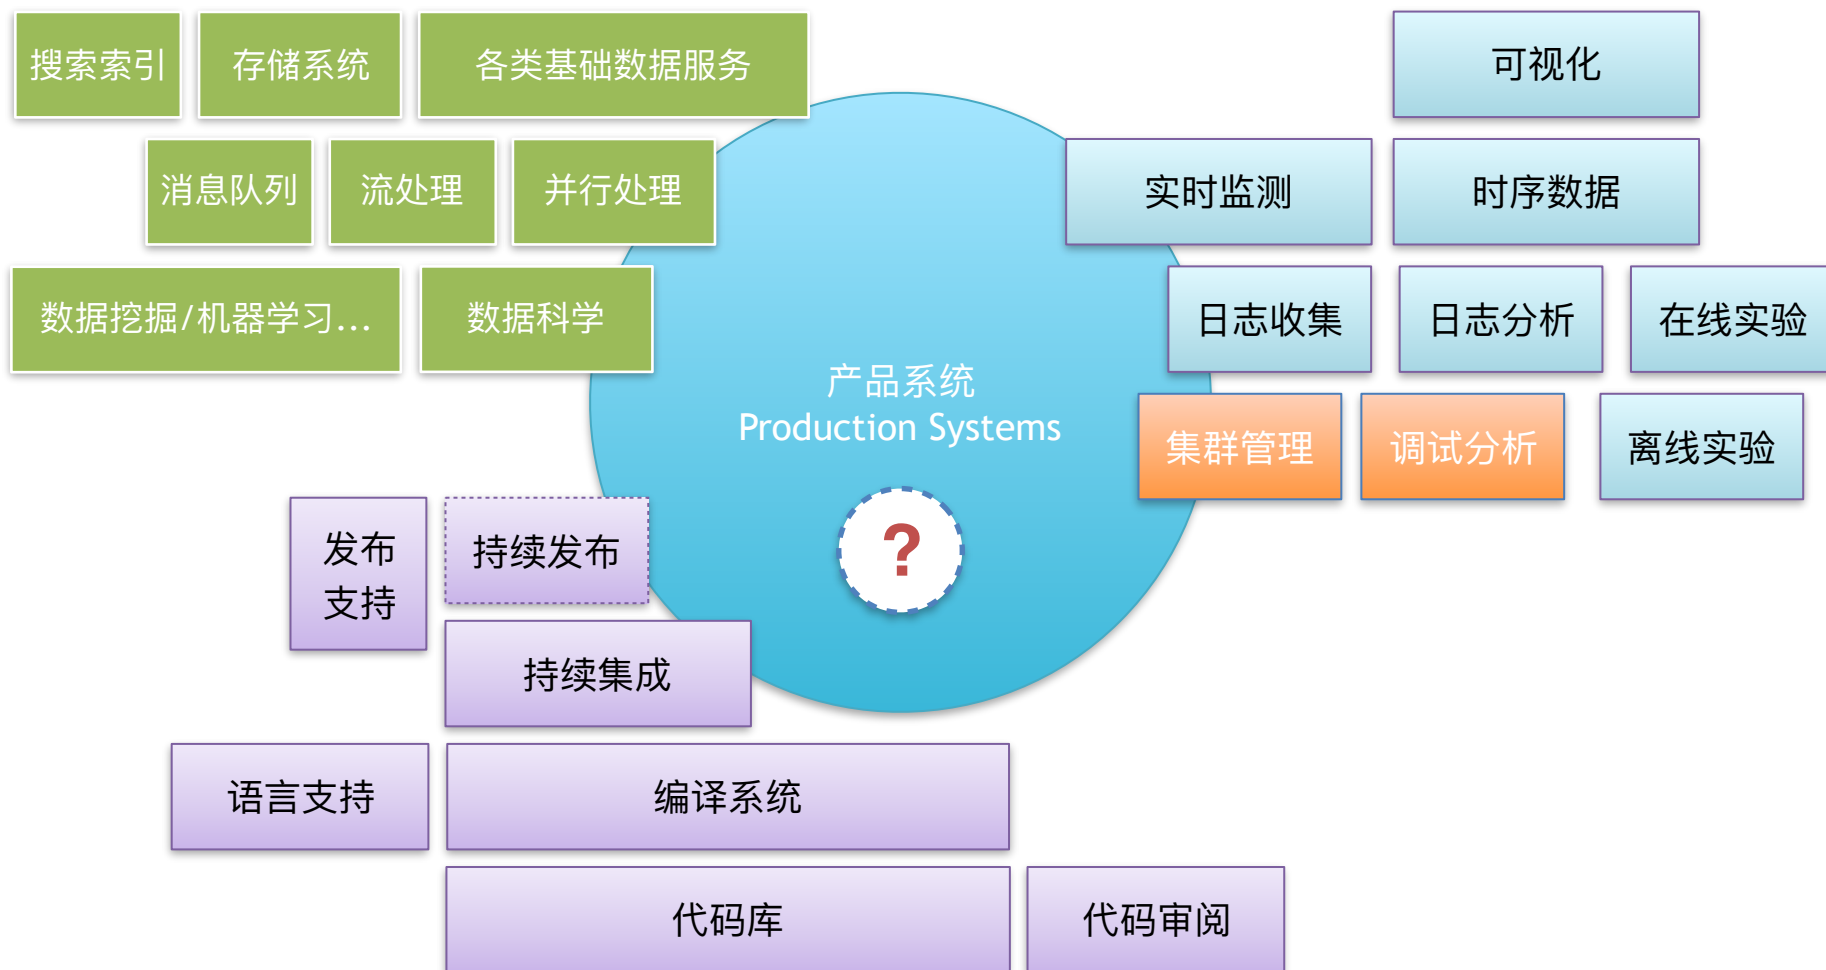 搜索索引
存储系统
各类基础数据服务
可视化
消息队列
流处理
并行处理
实时监测
时序数据
数据挖掘/机器学习...
数据科学
日志收集
日志分析
在线实验
产品系统
Production Systems
集群管理
调试分析
离线实验
?
发布
支持
持续发布
持续集成
语言支持
编译系统
代码库
代码审阅